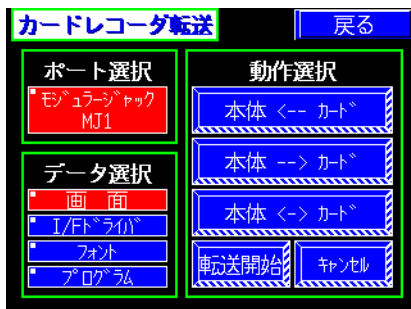 カードレコーダ転送
戻る
ポート選択
ﾓｼﾞｭﾗｰｼﾞｬｯｸ
MJ1
データ選択
画　面
I/Fﾄﾞﾗｲﾊﾞ
ﾌｫﾝﾄ
ﾌﾟﾛｸﾞﾗﾑ
動作選択
本体 <-- ｶｰﾄﾞ
本体 --> ｶｰﾄﾞ
本体 <-> ｶｰﾄﾞ
転送開始
ｷｬﾝｾﾙ